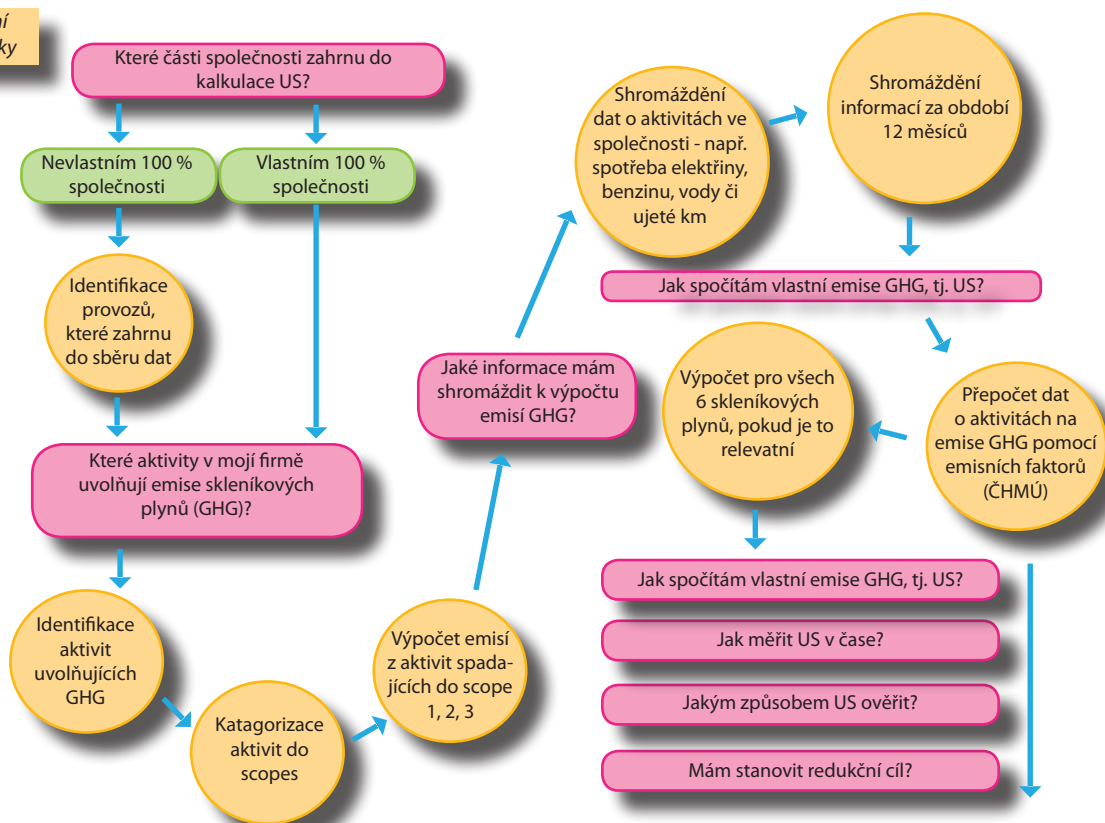 ní
ky
Které části společnosti zahrnu do
kalkulace US?
Nevlastním 100 %
společnosti
Vlastním 100 %
společnosti
Identifikace
provozů,
které zahrnu
do sběru dat
Které aktivity v mojí firmě
uvolňují emise skleníkových
plynů (GHG)?
Identifikace
aktivit
uvolňujících
GHG
Katagorizace
aktivit do
scopes
Výpočet emisí
z aktivit spada-
jících do scope
1, 2, 3
Jaké informace mám
shromáždit k výpočtu
emisí GHG?
Shromáždění
dat o aktivitách ve
společnosti - např.
spotřeba elektřiny,
benzinu, vody či
ujeté km
Shromáždění
informací za období
12 měsíců
Jak spočítám vlastní emise GHG, tj. US?
Přepočet dat
o aktivitách na
emise GHG pomocí
emisních faktorů
(ČHMÚ)
Výpočet pro všech
6 skleníkových
plynů, pokud je to
relevatní
Jak spočítám vlastní emise GHG, tj. US?
Jak měřit US v čase?
Jakým způsobem US ověřit?
Mám stanovit redukční cíl?